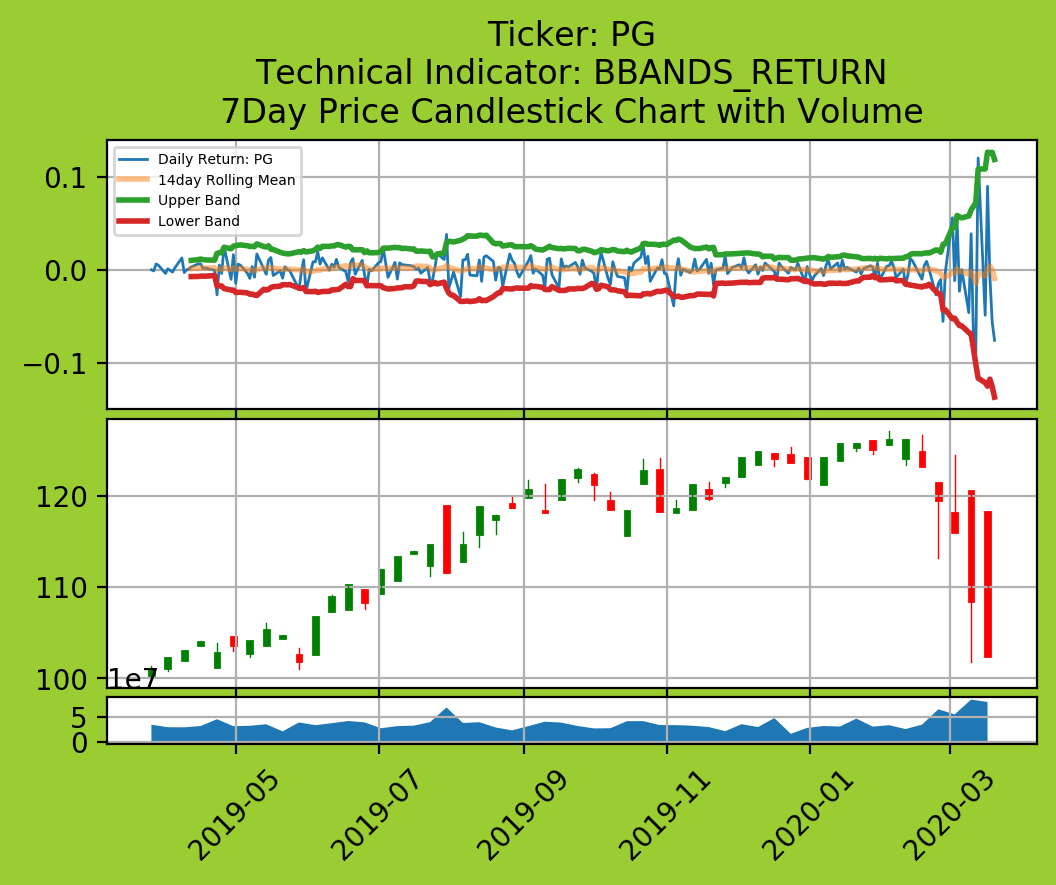 Ticker: PG
Technical Indicator: BBANDS_RETURN
7Day Price Candlestick Chart with Volume
Daily Return: PG
14day Rolling Mean
Upper Band
Lower Band
0.1
0.0
−0.1
120
110
100
1e7
5
0
2019-05
2019-07
2019-09
2019-11
2020-01
2020-03